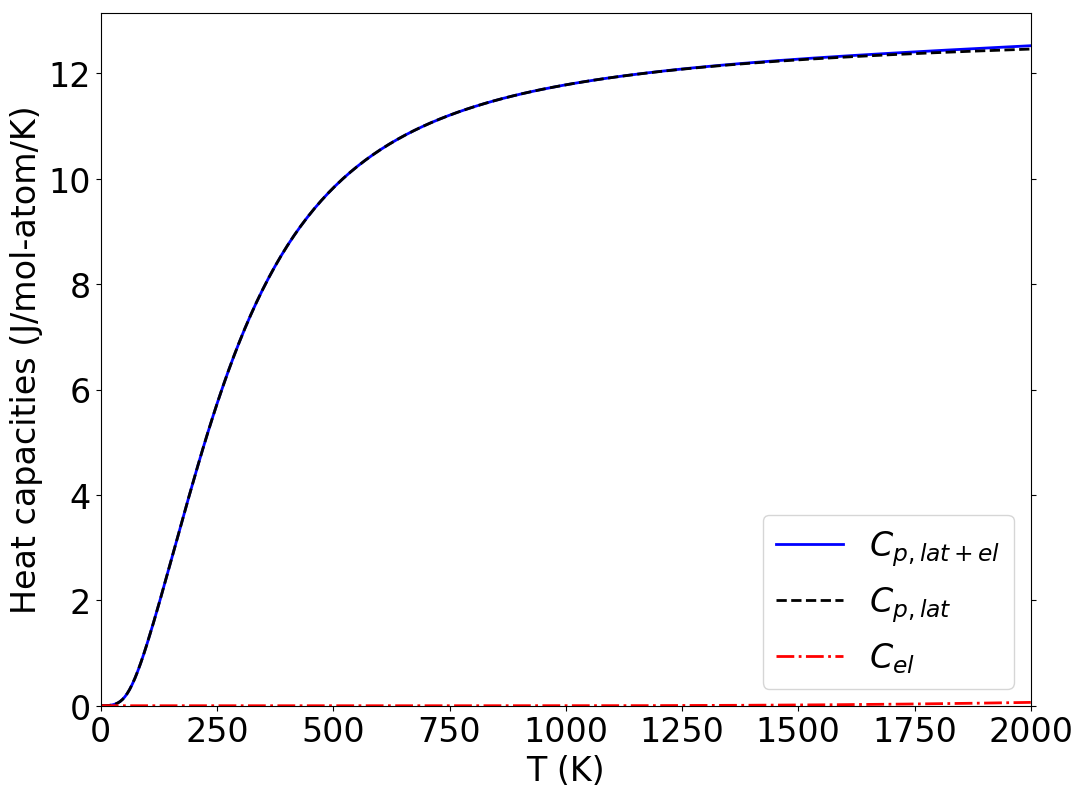 Heat capacities (J/mol-atom/K)
12
10
8
6
4
2
0
C_{p, lat + el}
C_{p, lat}
C_{el}
0 250 500 750 1000 1250 1500 1750 2000
T (K)